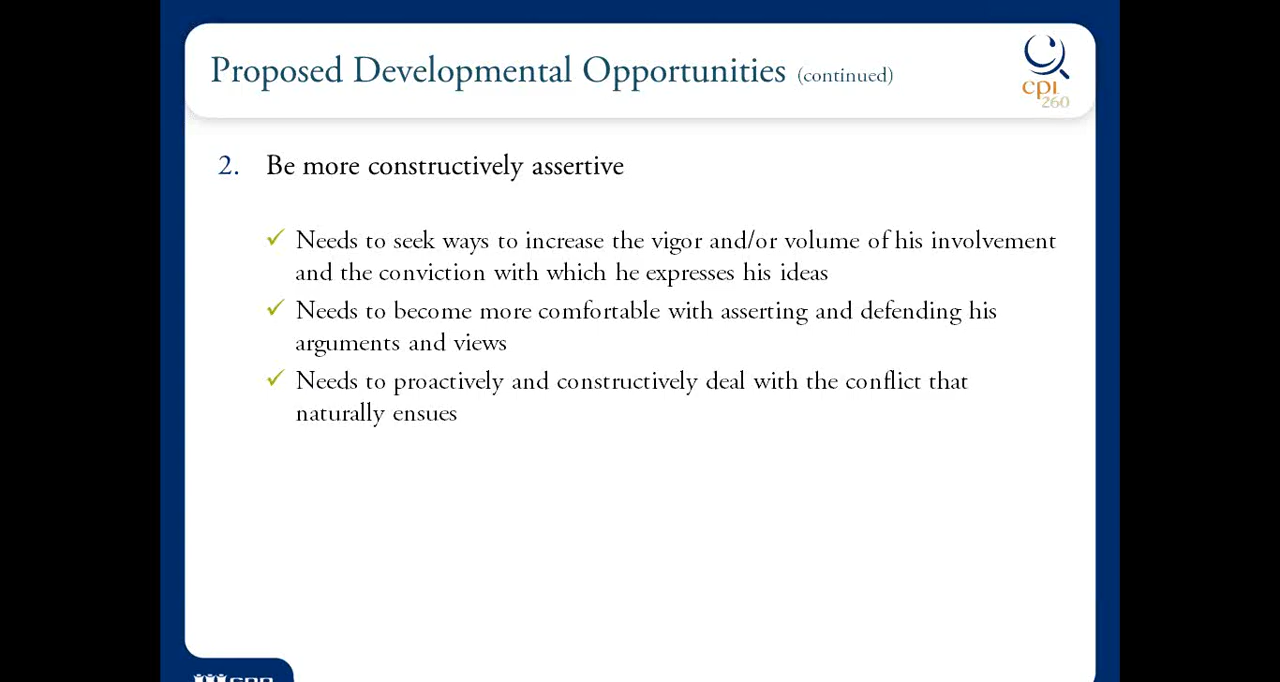 Proposed Developmental Opportunities (continued)
cpi
260
2. Be more constructively assertive
✓ Needs to seek ways to increase the vigor and/or volume of his involvement
and the conviction with which he expresses his ideas
✓ Needs to become more comfortable with asserting and defending his
arguments and views
✓ Needs to proactively and constructively deal with the conflict that
naturally ensues